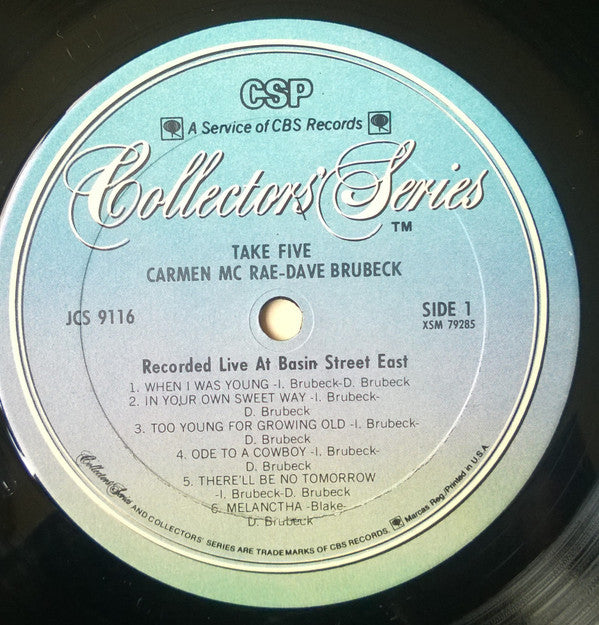 CSP
A Service of CBS Records
Collectors' Series
TM
TAKE FIVE
CARMEN MC RAE-DAVE BRUBECK
JCS 9116
SIDE 1
XSM 79285
Recorded Live At Basin Street East
1. WHEN I WAS YOUNG -I. Brubeck-D. Brubeck
2. IN YOUR OWN SWEET WAY -I. Brubeck-
D. Brubeck
3. TOO YOUNG FOR GROWING OLD -I. Brubeck-
D. Brubeck
4. ODE TO A COWBOY -I. Brubeck-
D. Brubeck
5. THERE'LL BE NO TOMORROW
-I. Brubeck-D. Brubeck
6. MELANCTHA -Blake-
D. Brubeck
Collectors' Series AND COLLECTORS' SERIES ARE TRADEMARKS OF CBS RECORDS. Marcas Reg./Printed in U.S.A.